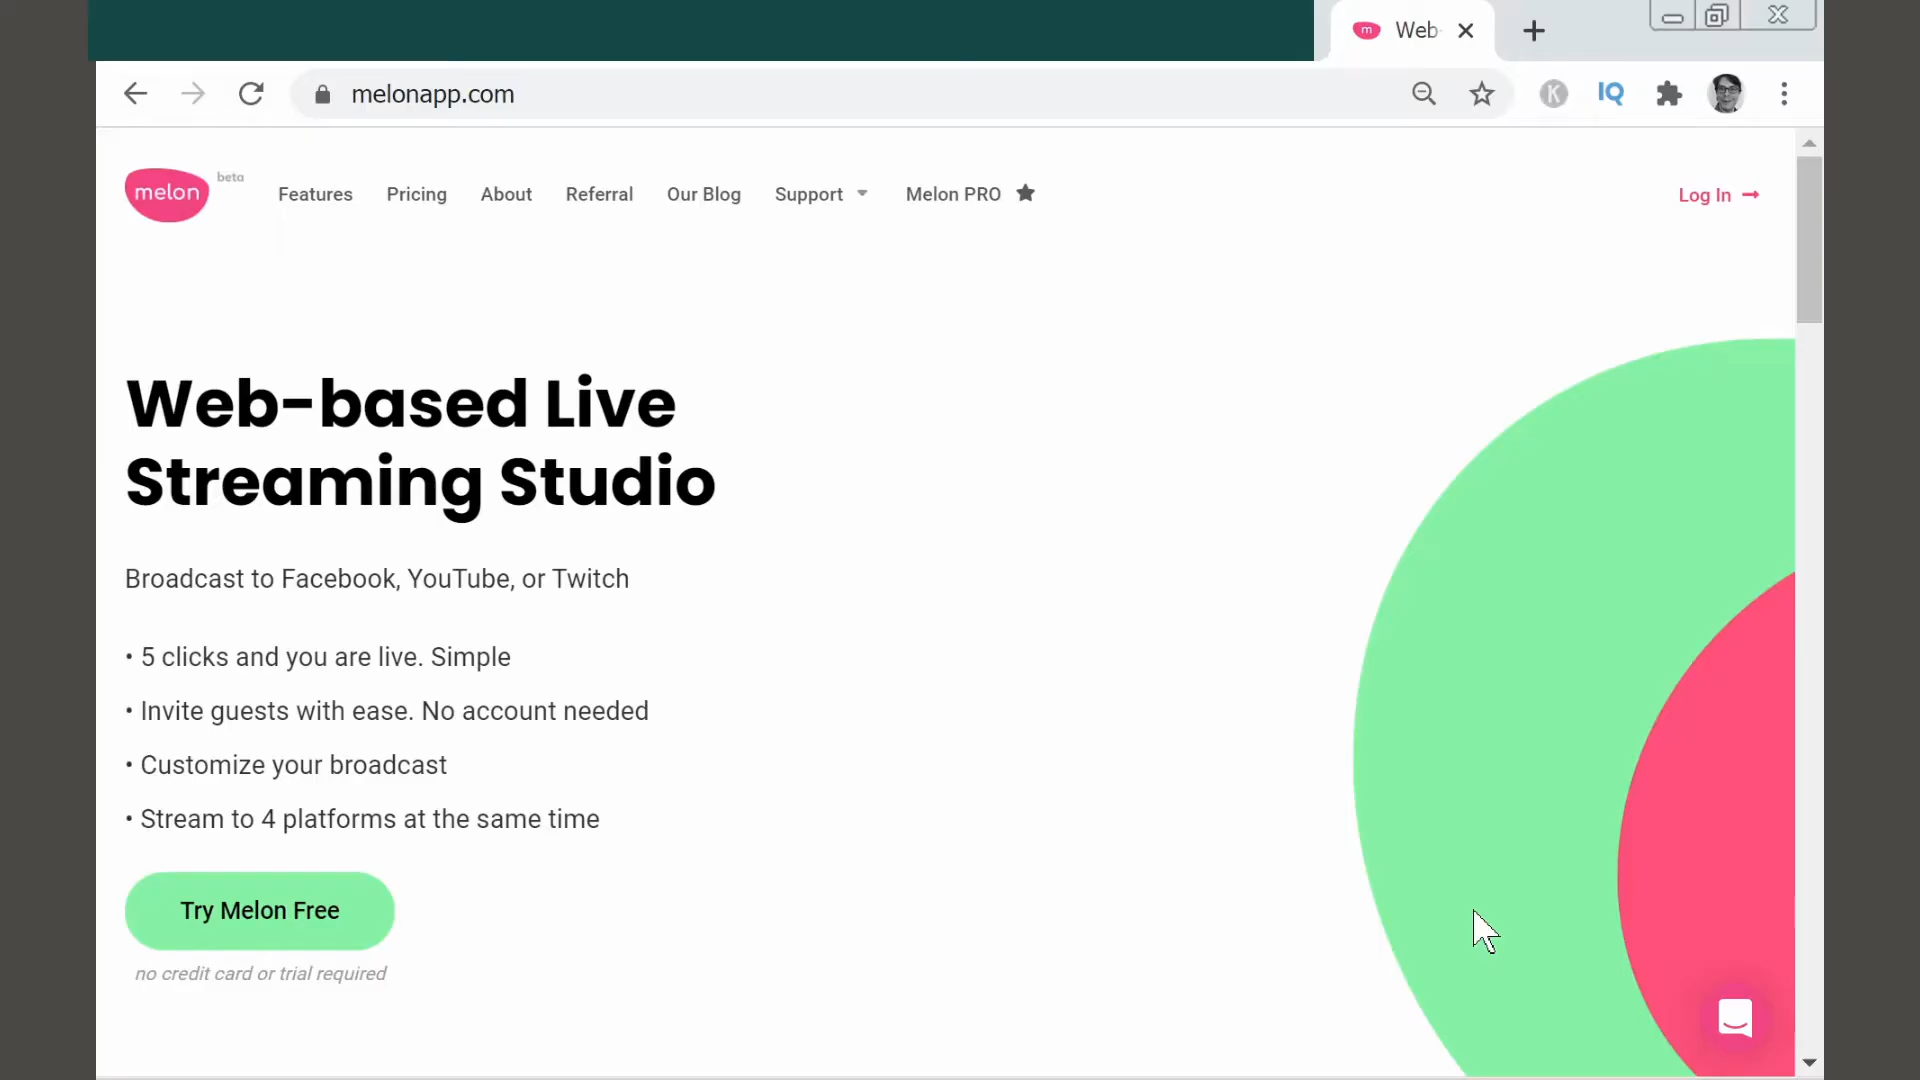 m Web
melonapp.com
K IQ
melon beta Features Pricing About Referral Our Blog Support Melon PRO Log In
Web-based Live
Streaming Studio
Broadcast to Facebook, YouTube, or Twitch
• 5 clicks and you are live. Simple
• Invite guests with ease. No account needed
• Customize your broadcast
• Stream to 4 platforms at the same time
Try Melon Free
no credit card or trial required